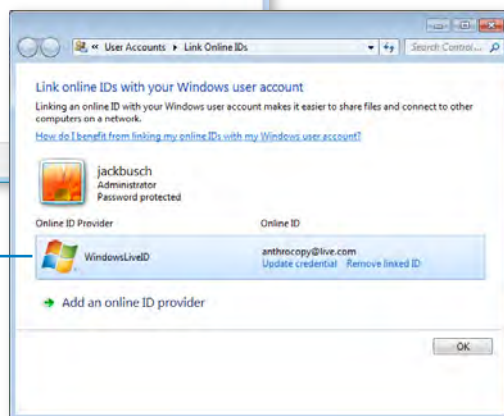 « User Accounts ▸ Link Online IDs
Search Control...
Link online IDs with your Windows user account
Linking an online ID with your Windows user account makes it easier to share files and connect to other
computers on a network.
How do I benefit from linking my online IDs with my Windows user account?
jackbusch
Administrator
Password protected
Online ID Provider Online ID
WindowsLiveID anthrocopy@live.com
Update credential Remove linked ID
Add an online ID provider
OK